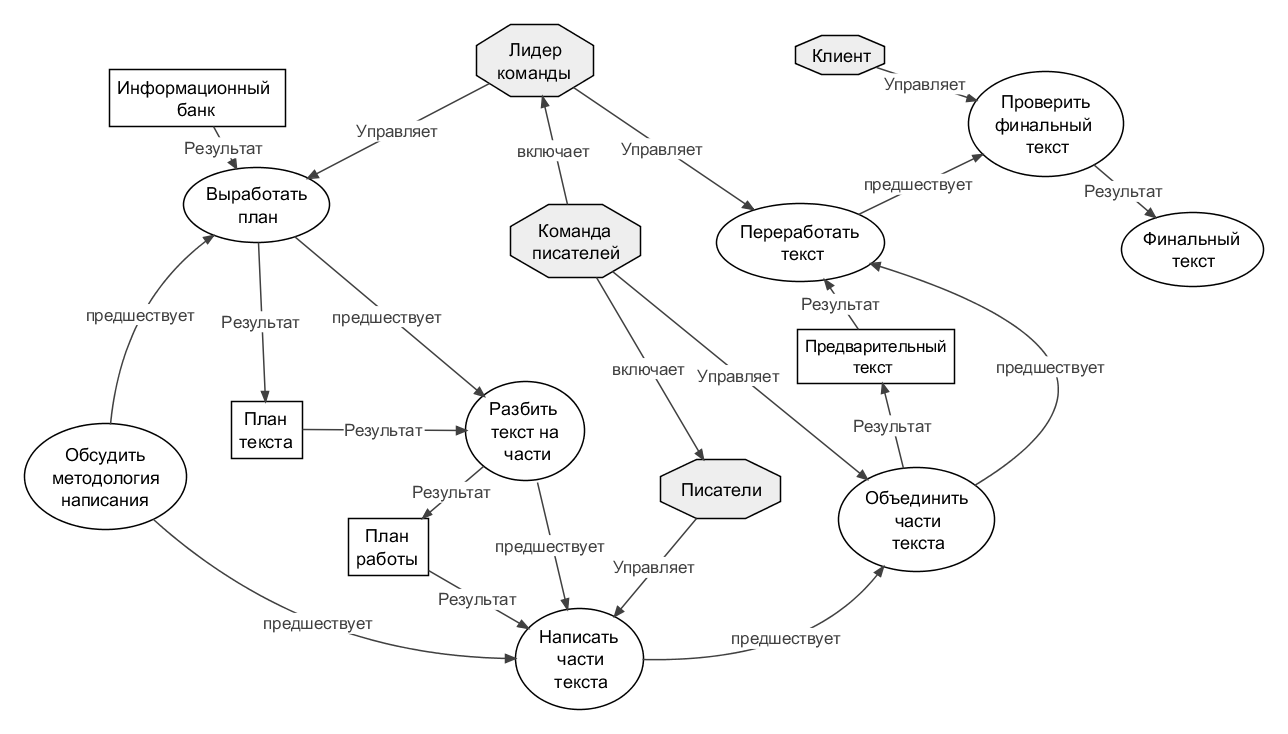 Лидер
команды
Клиент
Информационный
банк
Управляет
Проверить
финальный
текст
Управляет
Результат
включает
Управляет
предшествует
Результат
Выработать
план
Команда
писателей
Переработать
текст
Финальный
текст
предшествует
Результат
предшествует
Результат
Предварительный
текст
включает
Управляет
предшествует
План
текста
Результат
Разбить
текст на
части
Результат
Обсудить
методология
написания
Результат
Писатели
Объединить
части
текста
План
работы
предшествует
Управляет
Результат
предшествует
Написать
части
текста
предшествует